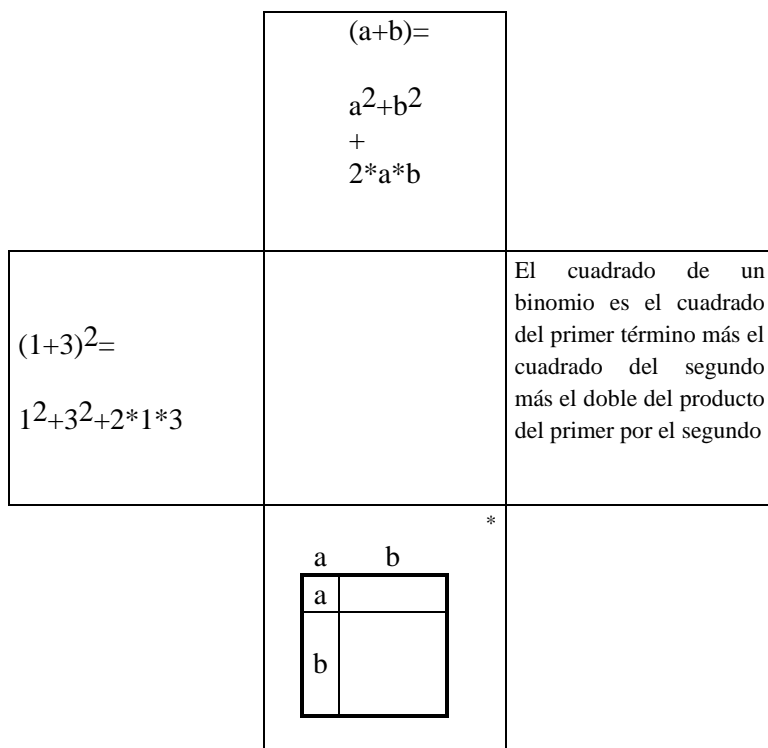 (a+b)=
a²+b²
+
2*a*b
(1+3)²=
1²+3²+2*1*3
El cuadrado de un
binomio es el cuadrado
del primer término más el
cuadrado del segundo
más el doble del producto
del primer por el segundo
*
a b
a
b